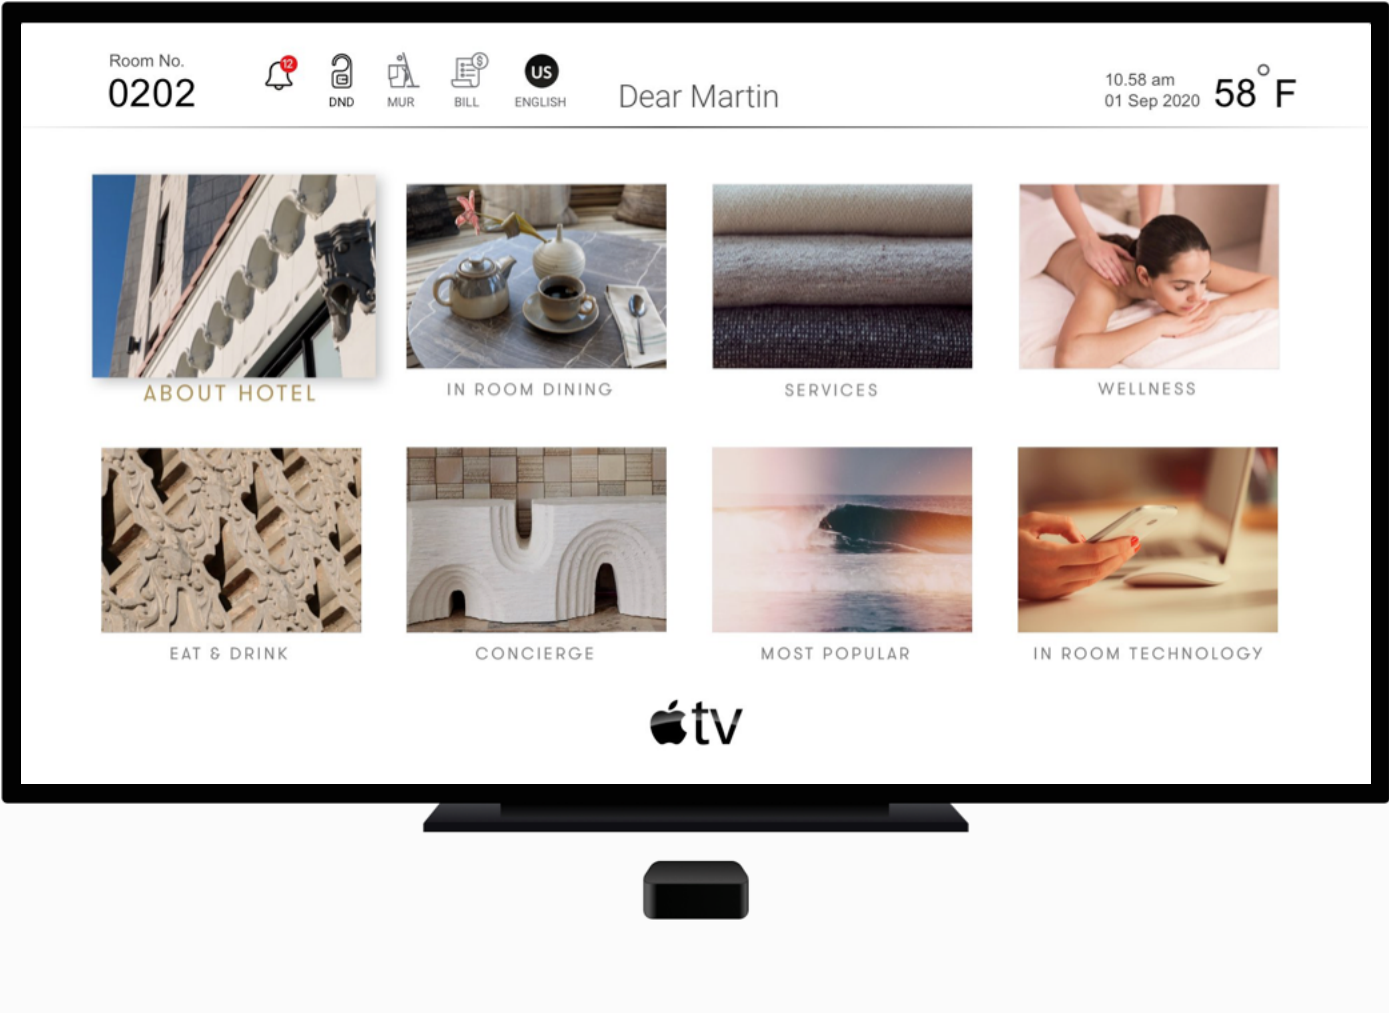 Room No.
0202
12
DND
MUR
$
BILL
US
ENGLISH
Dear Martin
10.58 am
01 Sep 2020
58°F
ABOUT HOTEL
IN ROOM DINING
SERVICES
WELLNESS
EAT & DRINK
CONCIERGE
MOST POPULAR
IN ROOM TECHNOLOGY
tv